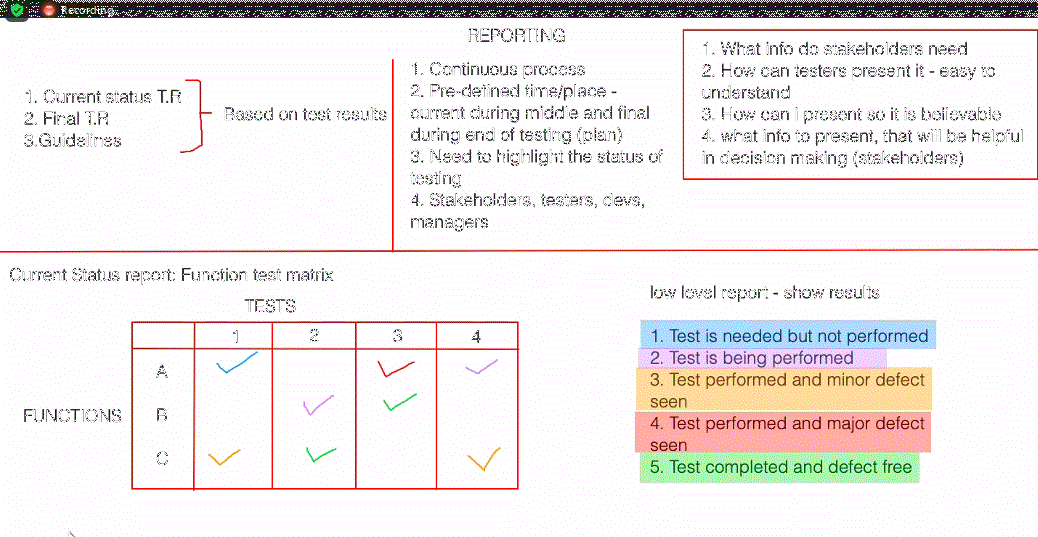 Recording
REPORTING
1. Current status T.R
2. Final T.R
3.Guidelines
Based on test results
1. Continuous process
2. Pre-defined time/place -
current during middle and final
during end of testing (plan)
3. Need to highlight the status of
testing
4. Stakeholders, testers, devs,
managers
1. What info do stakeholders need
2. How can testers present it - easy to
understand
3. How can i present so it is believable
4. what info to present, that will be helpful
in decision making (stakeholders)
Current Status report: Function test matrix
TESTS
1 2 3 4
A
FUNCTIONS B
C
low level report - show results
1. Test is needed but not performed
2. Test is being performed
3. Test performed and minor defect
seen
4. Test performed and major defect
seen
5. Test completed and defect free